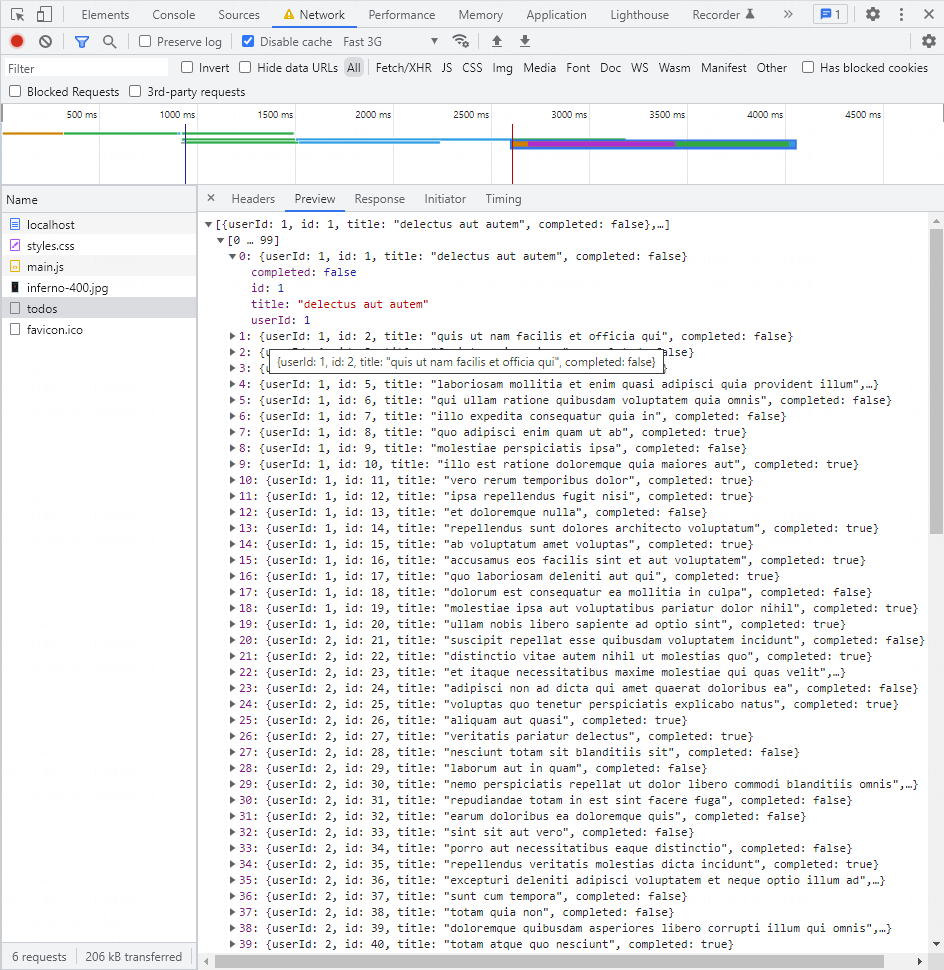 Elements Console Sources Network Performance Memory Application Lighthouse Recorder » 1
Preserve log Disable cache Fast 3G
Filter Invert Hide data URLs All Fetch/XHR JS CSS Img Media Font Doc WS Wasm Manifest Other Has blocked cookies
Blocked Requests 3rd-party requests
500 ms 1000 ms 1500 ms 2000 ms 2500 ms 3000 ms 3500 ms 4000 ms 4500 ms
Name
localhost
styles.css
main.js
inferno-400.jpg
todos
favicon.ico
× Headers Preview Response Initiator Timing
[{userId: 1, id: 1, title: "delectus aut autem", completed: false},…]
[0 … 99]
0: {userId: 1, id: 1, title: "delectus aut autem", completed: false}
completed: false
id: 1
title: "delectus aut autem"
userId: 1
1: {userId: 1, id: 2, title: "quis ut nam facilis et officia qui", completed: false}
2: {u
{userId: 1, id: 2, title: "quis ut nam facilis et officia qui", completed: false}
3: {u
4: {userId: 1, id: 5, title: "laboriosam mollitia et enim quasi adipisci quia provident illum",…}
5: {userId: 1, id: 6, title: "qui ullam ratione quibusdam voluptatem quia omnis", completed: false}
6: {userId: 1, id: 7, title: "illo expedita consequatur quia in", completed: false}
7: {userId: 1, id: 8, title: "quo adipisci enim quam ut ab", completed: true}
8: {userId: 1, id: 9, title: "molestiae perspiciatis ipsa", completed: false}
9: {userId: 1, id: 10, title: "illo est ratione doloremque quia maiores aut", completed: true}
10: {userId: 1, id: 11, title: "vero rerum temporibus dolor", completed: true}
11: {userId: 1, id: 12, title: "ipsa repellendus fugit nisi", completed: true}
12: {userId: 1, id: 13, title: "et doloremque nulla", completed: false}
13: {userId: 1, id: 14, title: "repellendus sunt dolores architecto voluptatum", completed: true}
14: {userId: 1, id: 15, title: "ab voluptatum amet voluptas", completed: true}
15: {userId: 1, id: 16, title: "accusamus eos facilis sint et aut voluptatem", completed: true}
16: {userId: 1, id: 17, title: "quo laboriosam deleniti aut qui", completed: true}
17: {userId: 1, id: 18, title: "dolorum est consequatur ea mollitia in culpa", completed: false}
18: {userId: 1, id: 19, title: "molestiae ipsa aut voluptatibus pariatur dolor nihil", completed: true}
19: {userId: 1, id: 20, title: "ullam nobis libero sapiente ad optio sint", completed: true}
20: {userId: 2, id: 21, title: "suscipit repellat esse quibusdam voluptatem incidunt", completed: false}
21: {userId: 2, id: 22, title: "distinctio vitae autem nihil ut molestias quo", completed: true}
22: {userId: 2, id: 23, title: "et itaque necessitatibus maxime molestiae qui quas velit",…}
23: {userId: 2, id: 24, title: "adipisci non ad dicta qui amet quaerat doloribus ea", completed: false}
24: {userId: 2, id: 25, title: "voluptas quo tenetur perspiciatis explicabo natus", completed: true}
25: {userId: 2, id: 26, title: "aliquam aut quasi", completed: true}
26: {userId: 2, id: 27, title: "veritatis pariatur delectus", completed: true}
27: {userId: 2, id: 28, title: "nesciunt totam sit blanditiis sit", completed: false}
28: {userId: 2, id: 29, title: "laborum aut in quam", completed: false}
29: {userId: 2, id: 30, title: "nemo perspiciatis repellat ut dolor libero commodi blanditiis omnis",…}
30: {userId: 2, id: 31, title: "repudiandae totam in est sint facere fuga", completed: false}
31: {userId: 2, id: 32, title: "earum doloribus ea doloremque quis", completed: false}
32: {userId: 2, id: 33, title: "sint sit aut vero", completed: false}
33: {userId: 2, id: 34, title: "porro aut necessitatibus eaque distinctio", completed: false}
34: {userId: 2, id: 35, title: "repellendus veritatis molestias dicta incidunt", completed: true}
35: {userId: 2, id: 36, title: "excepturi deleniti adipisci voluptatem et neque optio illum ad",…}
36: {userId: 2, id: 37, title: "sunt cum tempora", completed: false}
37: {userId: 2, id: 38, title: "totam quia non", completed: false}
38: {userId: 2, id: 39, title: "doloremque quibusdam asperiores libero corrupti illum qui omnis",…}
39: {userId: 2, id: 40, title: "totam atque quo nesciunt", completed: true}
6 requests 206 kB transferred